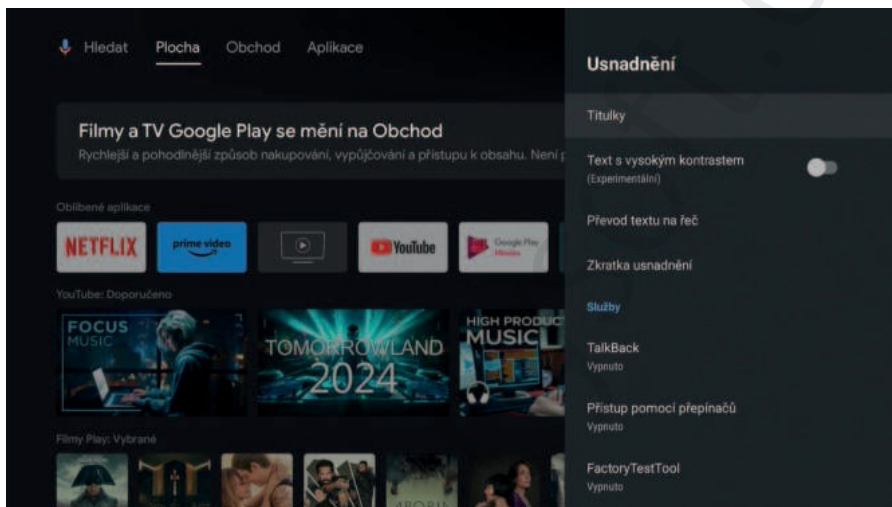 Hledat Plocha Obchod Aplikace
Filmy a TV Google Play se mění na Obchod
Rychlejší a pohodlnější způsob nakupování, vypůjčování a přístupu k obsahu. Není
Oblíbené aplikace
NETFLIX prime video YouTube Google Play Movies
YouTube: Doporučeno
FOCUS MUSIC
TOMORROWLAND 2024
HIGH PRODUC
MUSIC
Filmy Play: Vybrané
Usnadnění
Titulky
Text s vysokým kontrastem
(Experimentální)
Převod textu na řeč
Zkratka usnadnění
Služby
TalkBack
Vypnuto
Přístup pomocí přepínačů
Vypnuto
FactoryTestTool
Vypnuto